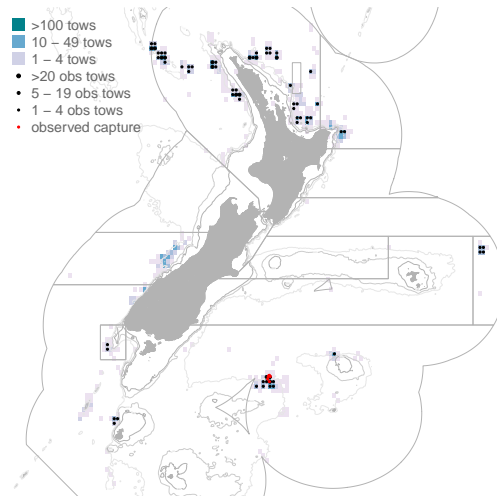 >100 tows
10 – 49 tows
1 – 4 tows
>20 obs tows
5 – 19 obs tows
1 – 4 obs tows
observed capture